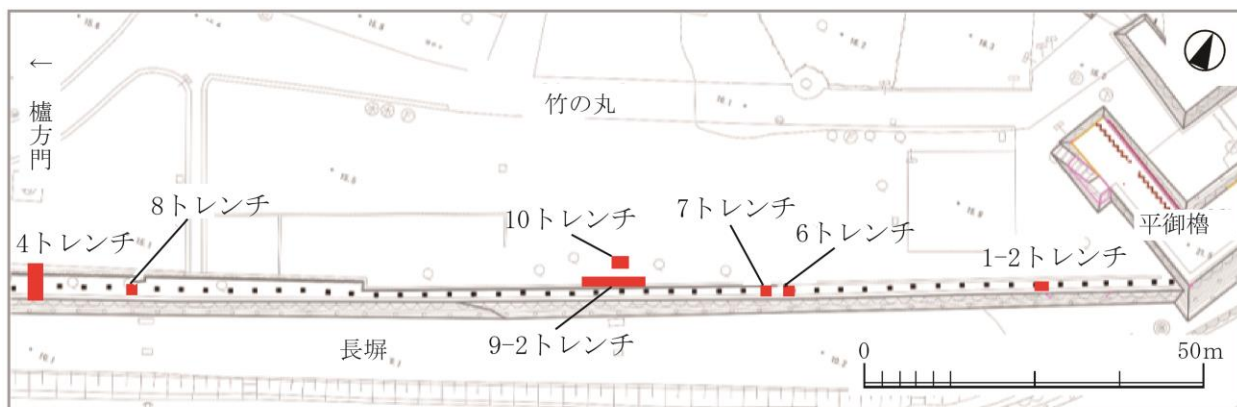 ←
櫨方門
竹の丸
平御櫓
8トレンチ
10トレンチ
7トレンチ
6トレンチ
4トレンチ
1-2トレンチ
9-2トレンチ
長塀
0
50m